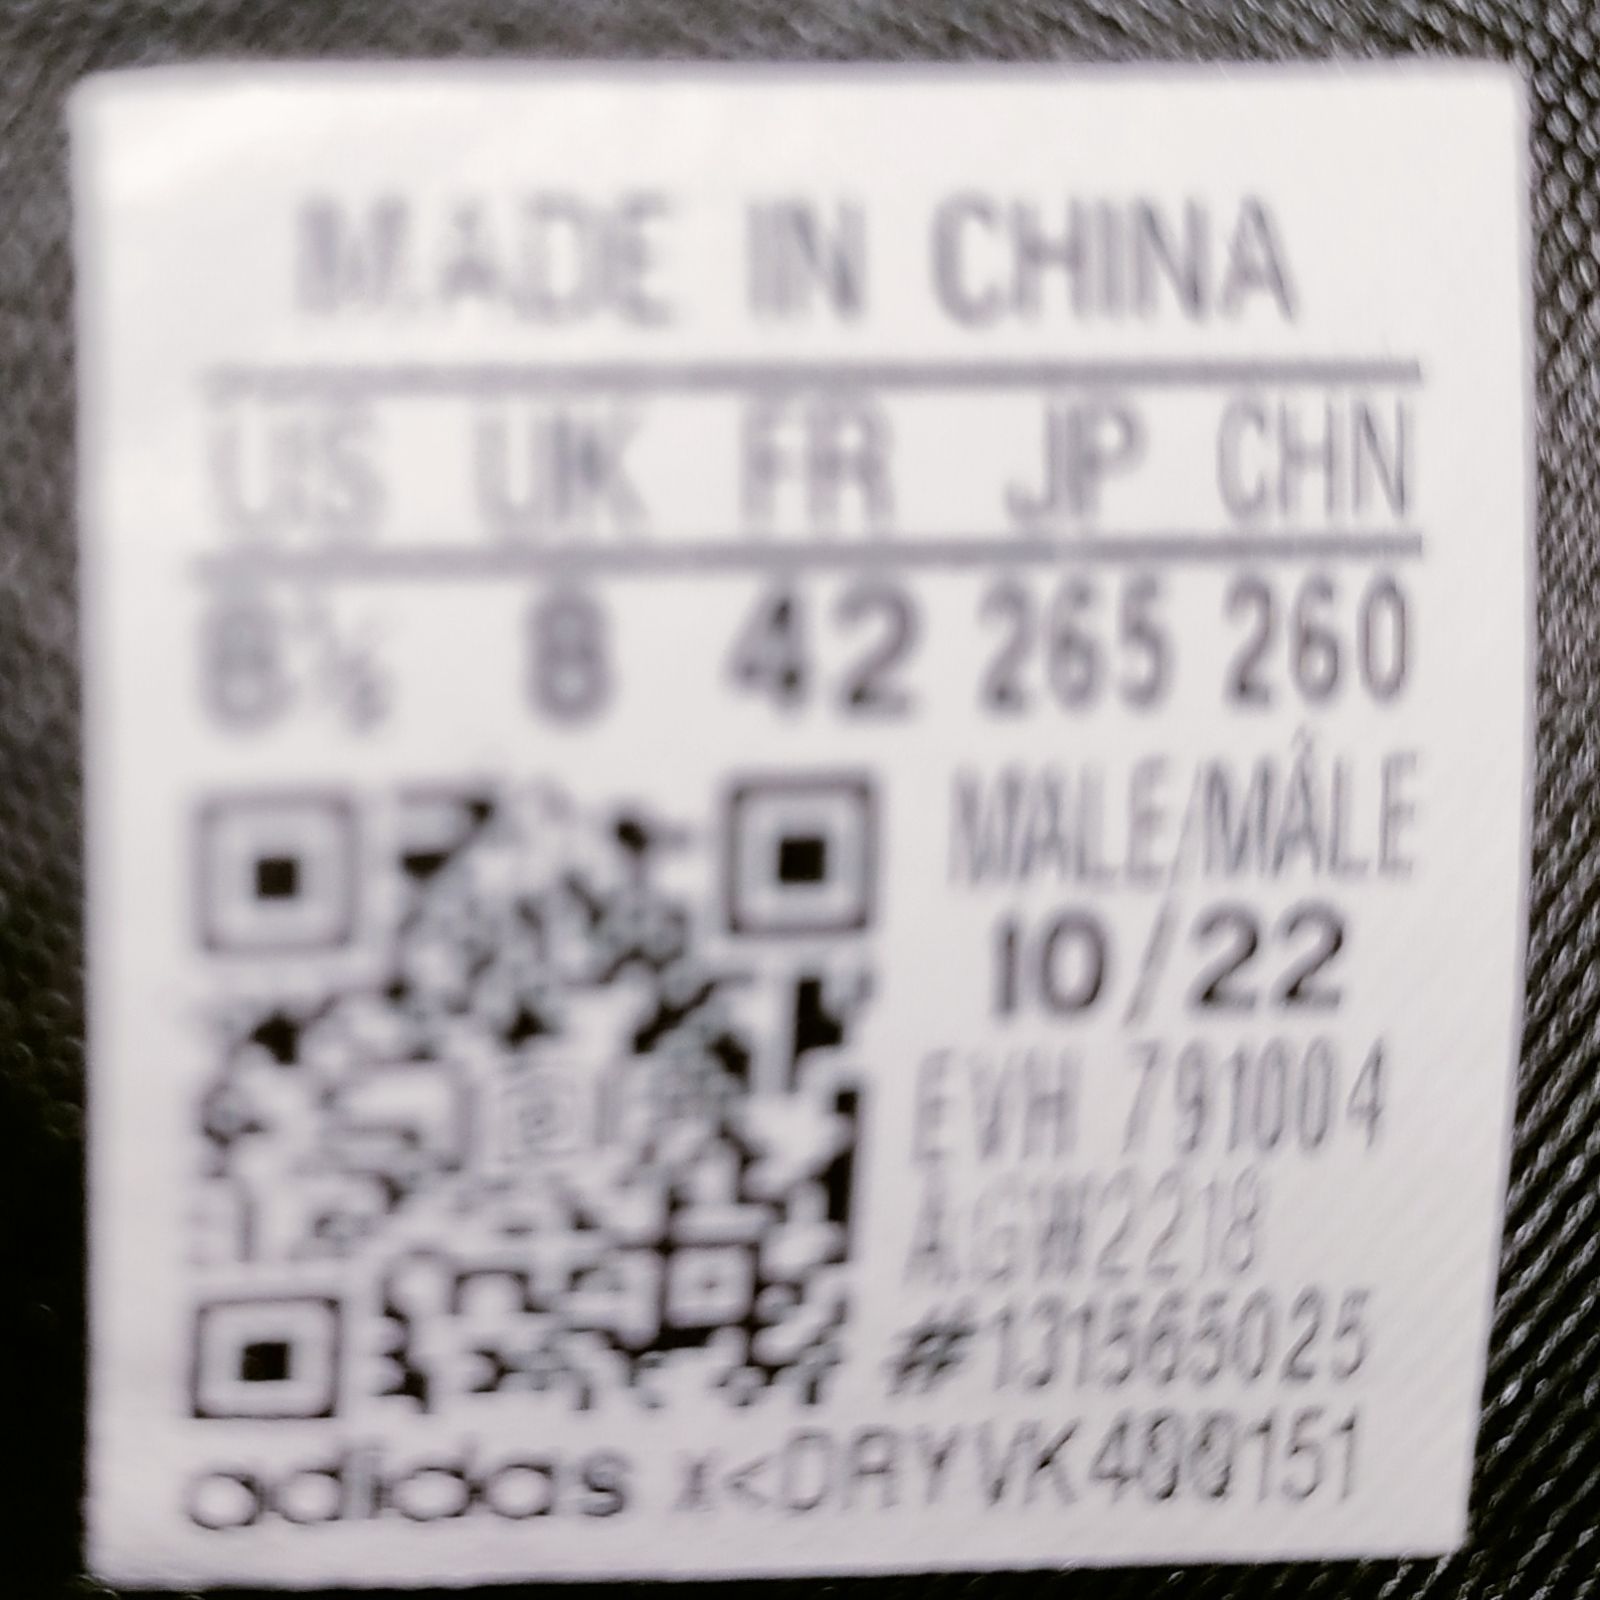 MADE IN CHINA
US UK FR JP CHN
8½ 8 42 265 260
MALE/MÂLE
10/22
EVH 791004
AGW2218
#131565025
adidas x<DRYVK400151